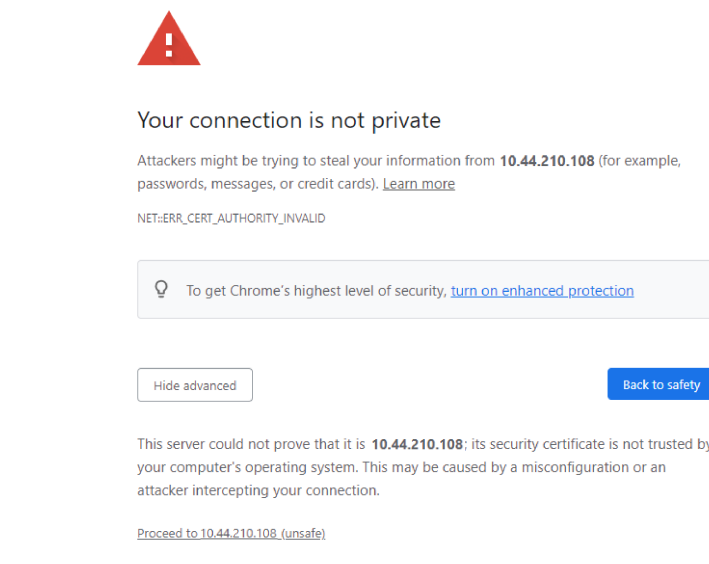 Your connection is not private
Attackers might be trying to steal your information from 10.44.210.108 (for example,
passwords, messages, or credit cards). Learn more
NET::ERR_CERT_AUTHORITY_INVALID
To get Chrome's highest level of security, turn on enhanced protection
Hide advanced
Back to safety
This server could not prove that it is 10.44.210.108; its security certificate is not trusted by
your computer's operating system. This may be caused by a misconfiguration or an
attacker intercepting your connection.
Proceed to 10.44.210.108 (unsafe)